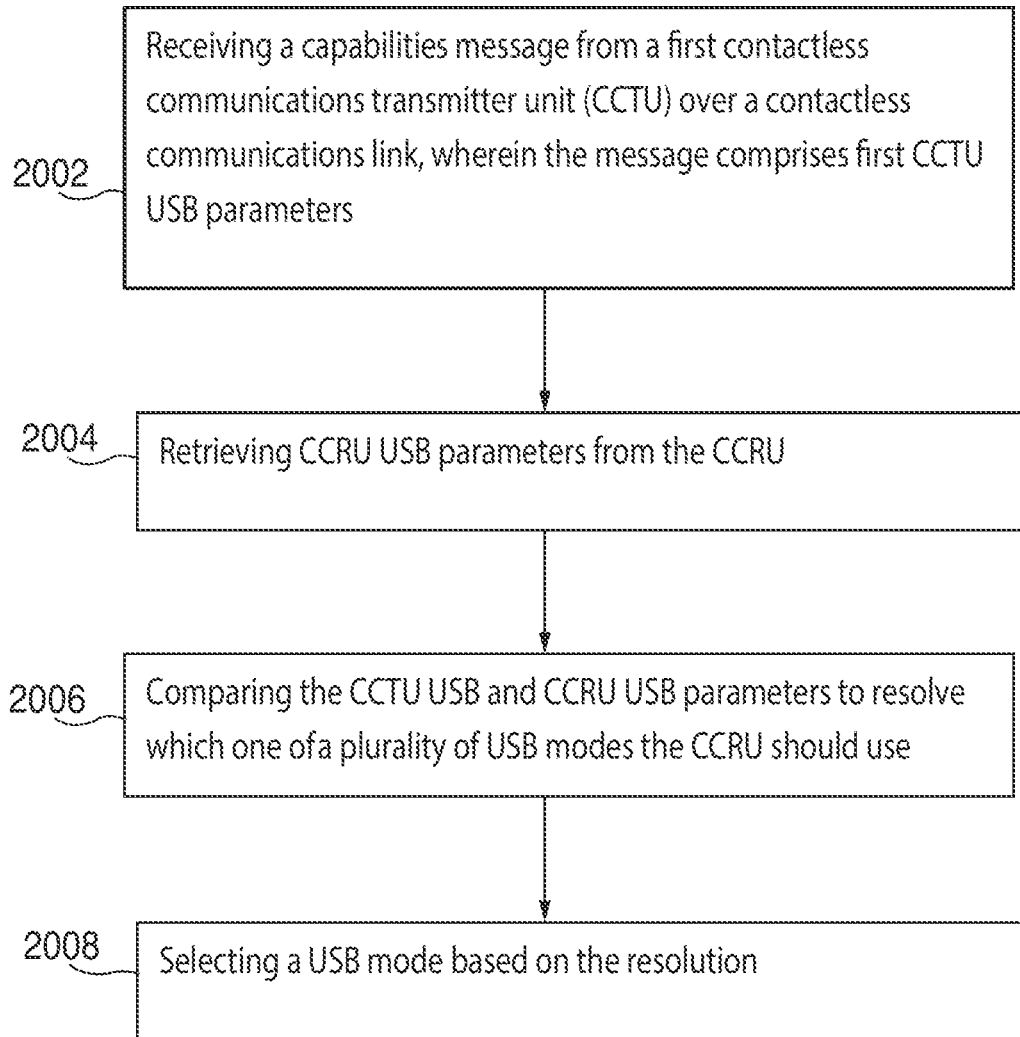 Receiving a capabilities message from a first contactless
communications transmitter unit (CCTU) over a contactless
communications link, wherein the message comprises first CCTU
USB parameters
2002
2004
Retrieving CCRU USB parameters from the CCRU
2006
Comparing the CCTU USB and CCRU USB parameters to resolve
which one ofa plurality of USB modes the CCRU should use
2008
Selecting a USB mode based on the resolution